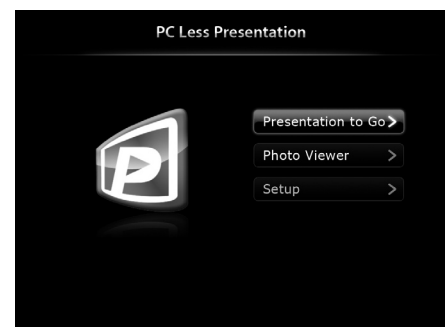 PC Less Presentation
Presentation to Go
Photo Viewer
Setup